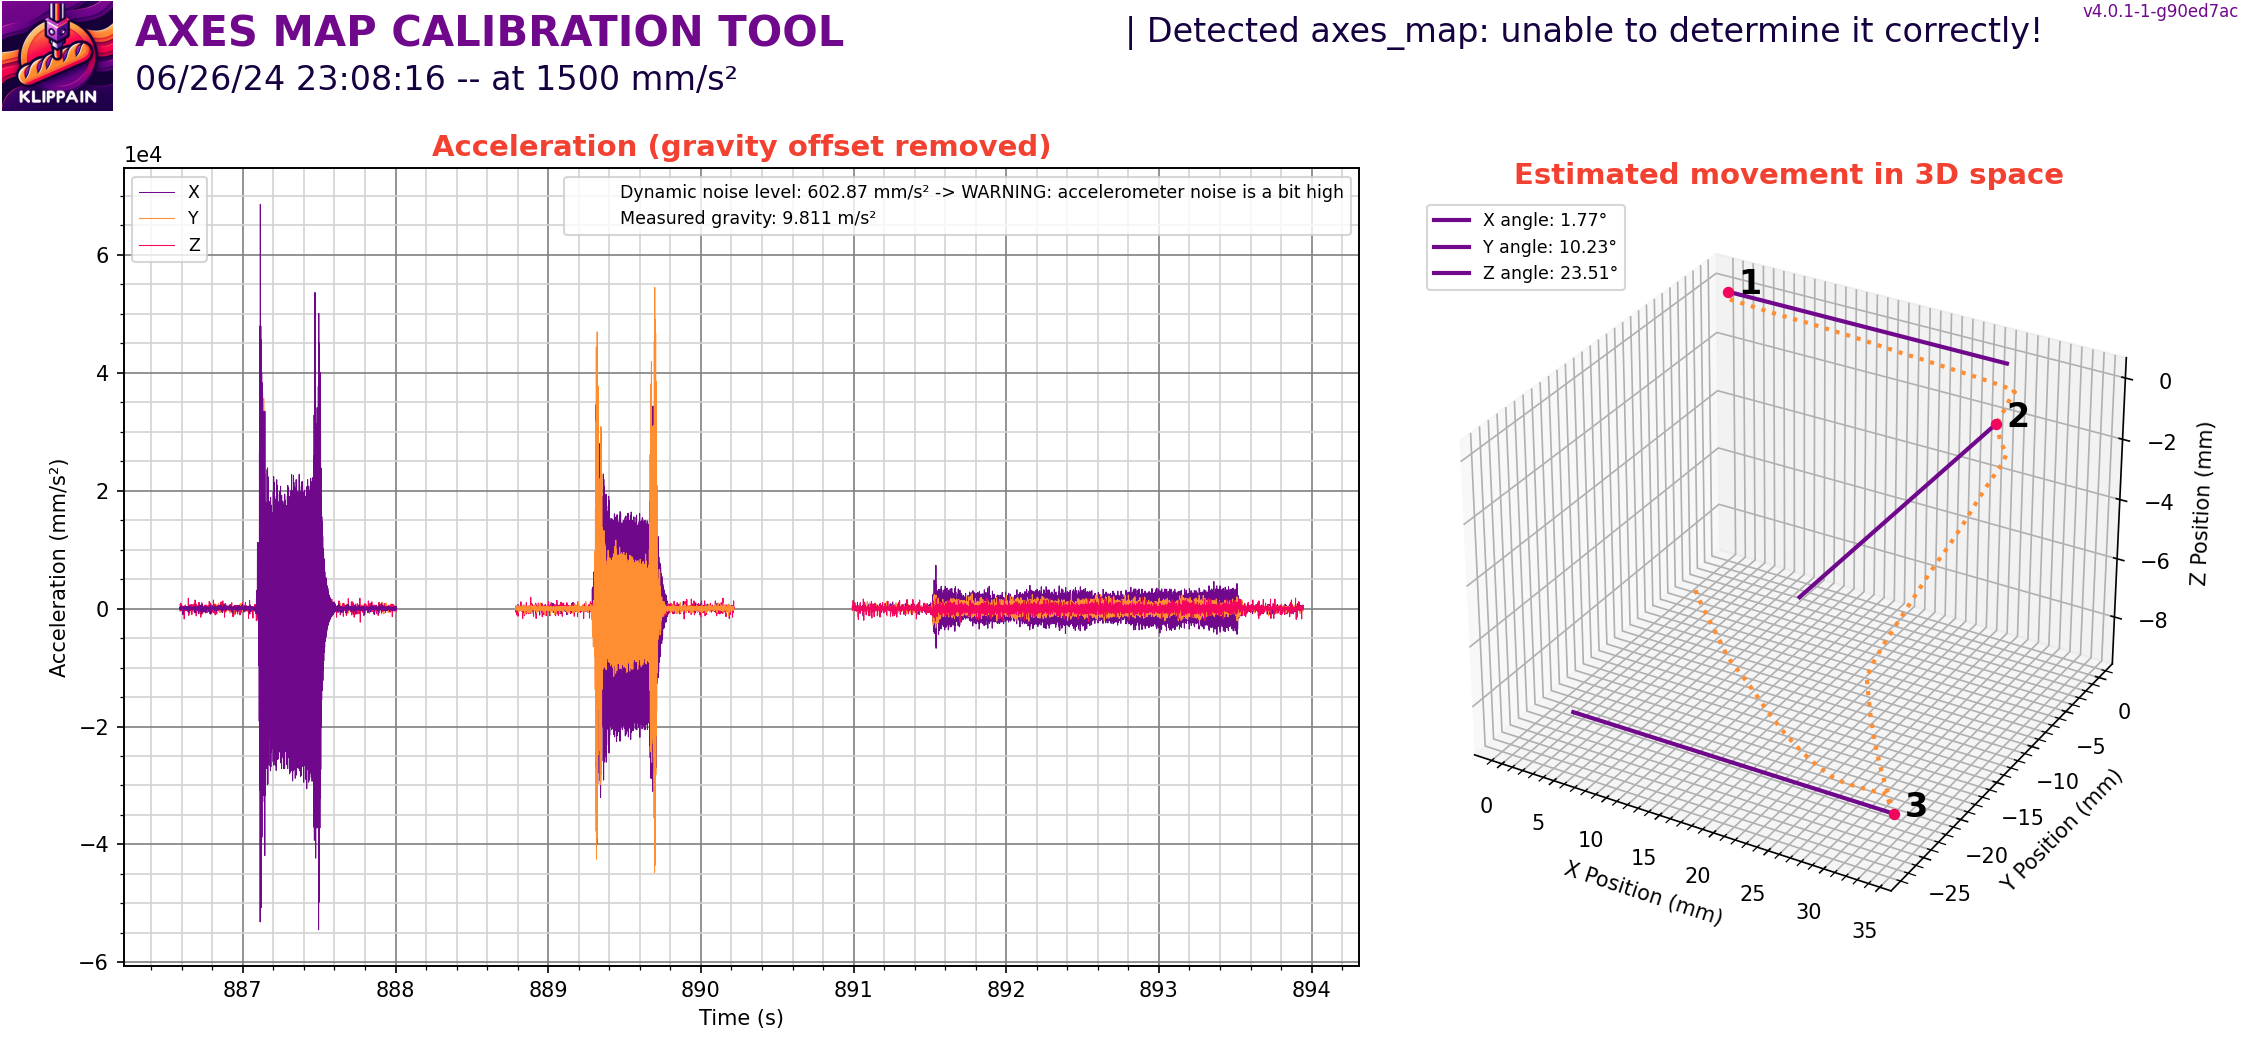 KLIPPAIN
AXES MAP CALIBRATION TOOL
06/26/24 23:08:16 -- at 1500 mm/s²
| Detected axes_map: unable to determine it correctly!
v4.0.1-1-g90ed7ac
Acceleration (gravity offset removed)
1e4
X
Y
Z
Dynamic noise level: 602.87 mm/s² -> WARNING: accelerometer noise is a bit high
Measured gravity: 9.811 m/s²
6
4
2
0
−2
−4
−6
Acceleration (mm/s²)
887
888
889
890
891
892
893
894
Time (s)
Estimated movement in 3D space
X angle: 1.77°
Y angle: 10.23°
Z angle: 23.51°
1
2
3
0
−2
−4
−6
−8
Z Position (mm)
0
−5
−10
−15
−20
−25
Y Position (mm)
0
5
10
15
20
25
30
35
X Position (mm)